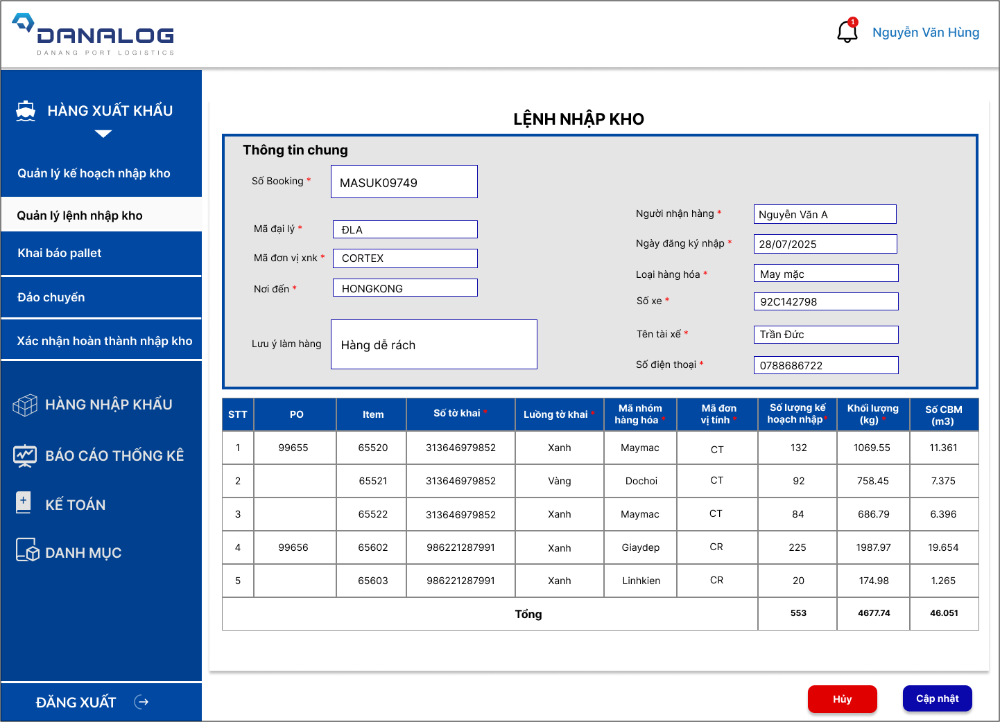 DANALOG
DANANG PORT LOGISTICS
1
Nguyễn Văn Hùng
HÀNG XUẤT KHẨU
Quản lý kế hoạch nhập kho
Quản lý lệnh nhập kho
Khai báo pallet
Đảo chuyển
Xác nhận hoàn thành nhập kho
HÀNG NHẬP KHẨU
BÁO CÁO THỐNG KÊ
KẾ TOÁN
DANH MỤC
ĐĂNG XUẤT
LỆNH NHẬP KHO
Thông tin chung
Số Booking * MASUK09749
Mã đại lý * ĐLA
Mã đơn vị xnk * CORTEX
Nơi đến * HONGKONG
Lưu ý làm hàng Hàng dễ rách
Người nhận hàng * Nguyễn Văn A
Ngày đăng ký nhập * 28/07/2025
Loại hàng hóa * May mặc
Số xe * 92C142798
Tên tài xế * Trần Đức
Số điện thoại * 0788686722
STT PO Item Số tờ khai * Luồng tờ khai * Mã nhóm hàng hóa * Mã đơn vị tính * Số lượng kế hoạch nhập * Khối lượng (kg) * Số CBM (m3)
1 99655 65520 313646979852 Xanh Maymac CT 132 1069.55 11.361
2 65521 313646979852 Vàng Dochoi CT 92 758.45 7.375
3 65522 313646979852 Xanh Maymac CT 84 686.79 6.396
4 99656 65602 986221287991 Xanh Giaydep CR 225 1987.97 19.654
5 65603 986221287991 Xanh Linhkien CR 20 174.98 1.265
Tổng 553 4677.74 46.051
Hủy
Cập nhật